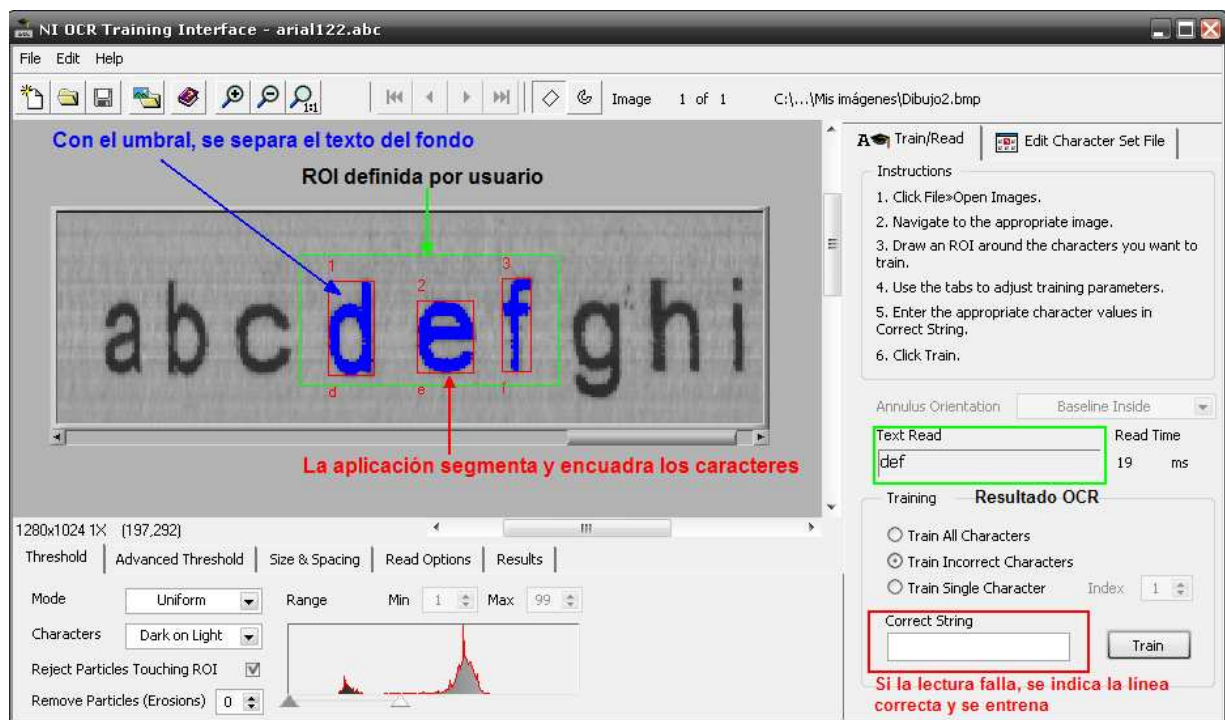 NI OCR Training Interface - arial122.abc
File Edit Help
1:1
Image 1 of 1 C:\...\Mis imágenes\Dibujo2.bmp
Con el umbral, se separa el texto del fondo
ROI definida por usuario
1 2 3
a b c d e f g h i
d e f
La aplicación segmenta y encuadra los caracteres
1280x1024 1X (197,292)
Threshold Advanced Threshold Size & Spacing Read Options Results
Mode Uniform Range Min 1 Max 99
Characters Dark on Light
Reject Particles Touching ROI
Remove Particles (Erosions) 0
Train/Read Edit Character Set File
Instructions
1. Click File»Open Images.
2. Navigate to the appropriate image.
3. Draw an ROI around the characters you want to
train.
4. Use the tabs to adjust training parameters.
5. Enter the appropriate character values in
Correct String.
6. Click Train.
Annulus Orientation Baseline Inside
Text Read Read Time
def 19 ms
Training Resultado OCR
Train All Characters
Train Incorrect Characters
Train Single Character Index 1
Correct String
Train
Si la lectura falla, se indica la línea
correcta y se entrena